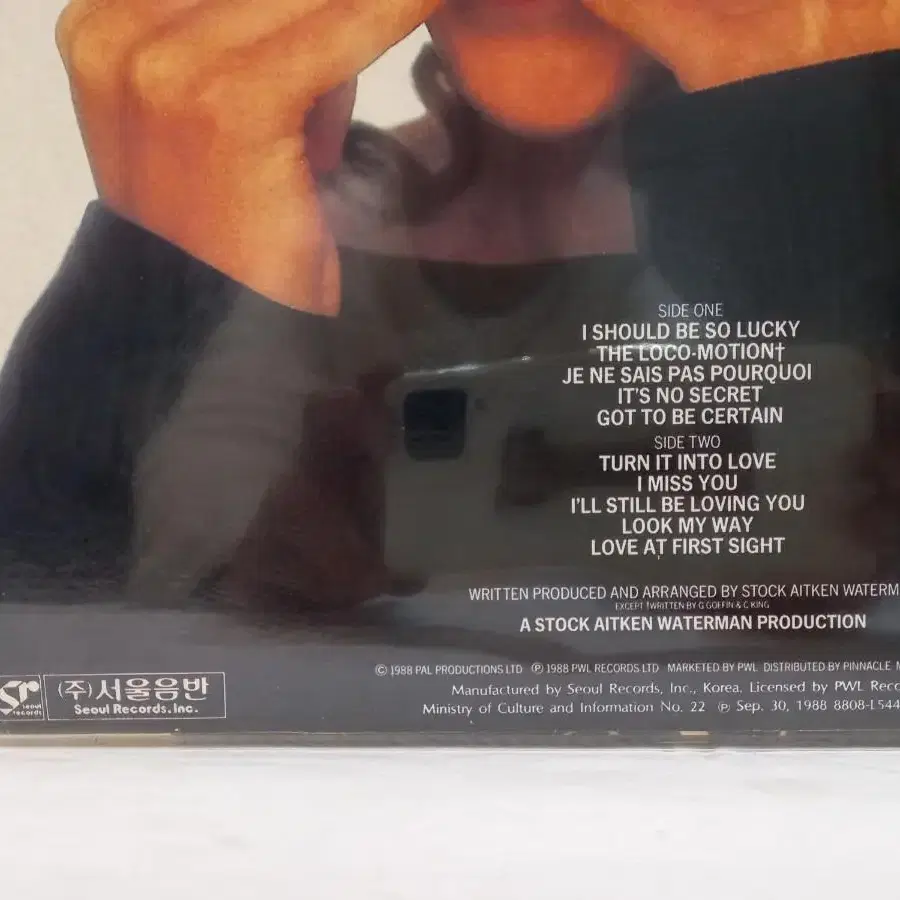 SIDE ONE
I SHOULD BE SO LUCKY
THE LOCO-MOTION†
JE NE SAIS PAS POURQUOI
IT'S NO SECRET
GOT TO BE CERTAIN
SIDE TWO
TURN IT INTO LOVE
I MISS YOU
I'LL STILL BE LOVING YOU
LOOK MY WAY
LOVE AT FIRST SIGHT
WRITTEN PRODUCED AND ARRANGED BY STOCK AITKEN WATERM
EXCEPT †WRITTEN BY G GOFFIN & C KING
A STOCK AITKEN WATERMAN PRODUCTION
© 1988 PAL PRODUCTIONS LTD ℗ 1988 PWL RECORDS LTD MARKETED BY PWL DISTRIBUTED BY PINNACLE
Manufactured by Seoul Records, Inc., Korea. Licensed by PWL Reco
Ministry of Culture and Information No. 22 ℗ Sep. 30, 1988 8808-L544
sr seoul records
(주)서울음반
Seoul Records, Inc.